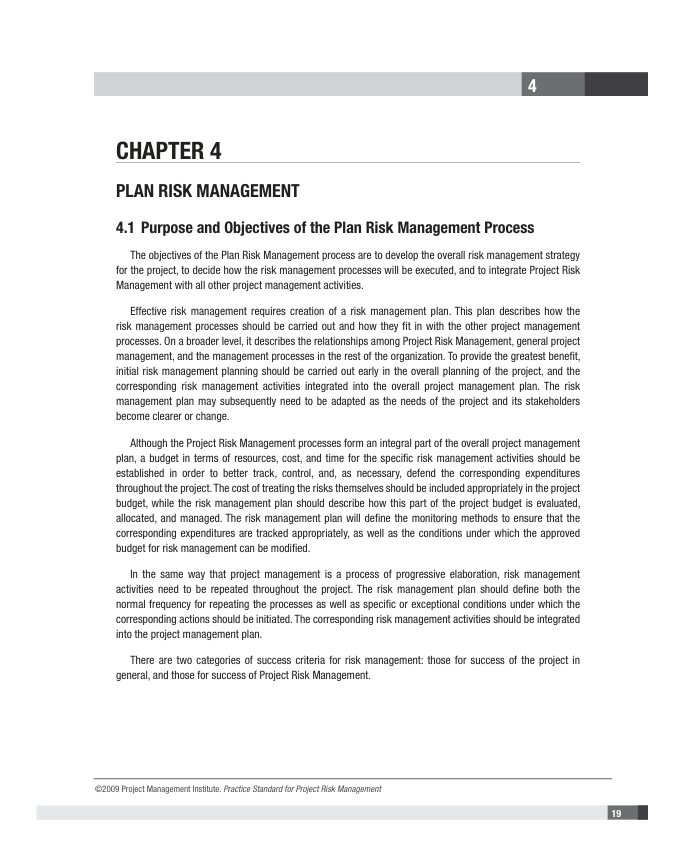 4
CHAPTER 4
PLAN RISK MANAGEMENT
4.1 Purpose and Objectives of the Plan Risk Management Process
The objectives of the Plan Risk Management process are to develop the overall risk management strategy
for the project, to decide how the risk management processes will be executed, and to integrate Project Risk
Management with all other project management activities.
Effective risk management requires creation of a risk management plan. This plan describes how the
risk management processes should be carried out and how they fit in with the other project management
processes. On a broader level, it describes the relationships among Project Risk Management, general project
management, and the management processes in the rest of the organization. To provide the greatest benefit,
initial risk management planning should be carried out early in the overall planning of the project, and the
corresponding risk management activities integrated into the overall project management plan. The risk
management plan may subsequently need to be adapted as the needs of the project and its stakeholders
become clearer or change.
Although the Project Risk Management processes form an integral part of the overall project management
plan, a budget in terms of resources, cost, and time for the specific risk management activities should be
established in order to better track, control, and, as necessary, defend the corresponding expenditures
throughout the project. The cost of treating the risks themselves should be included appropriately in the project
budget, while the risk management plan should describe how this part of the project budget is evaluated,
allocated, and managed. The risk management plan will define the monitoring methods to ensure that the
corresponding expenditures are tracked appropriately, as well as the conditions under which the approved
budget for risk management can be modified.
In the same way that project management is a process of progressive elaboration, risk management
activities need to be repeated throughout the project. The risk management plan should define both the
normal frequency for repeating the processes as well as specific or exceptional conditions under which the
corresponding actions should be initiated. The corresponding risk management activities should be integrated
into the project management plan.
There are two categories of success criteria for risk management: those for success of the project in
general, and those for success of Project Risk Management.
©2009 Project Management Institute. Practice Standard for Project Risk Management
19